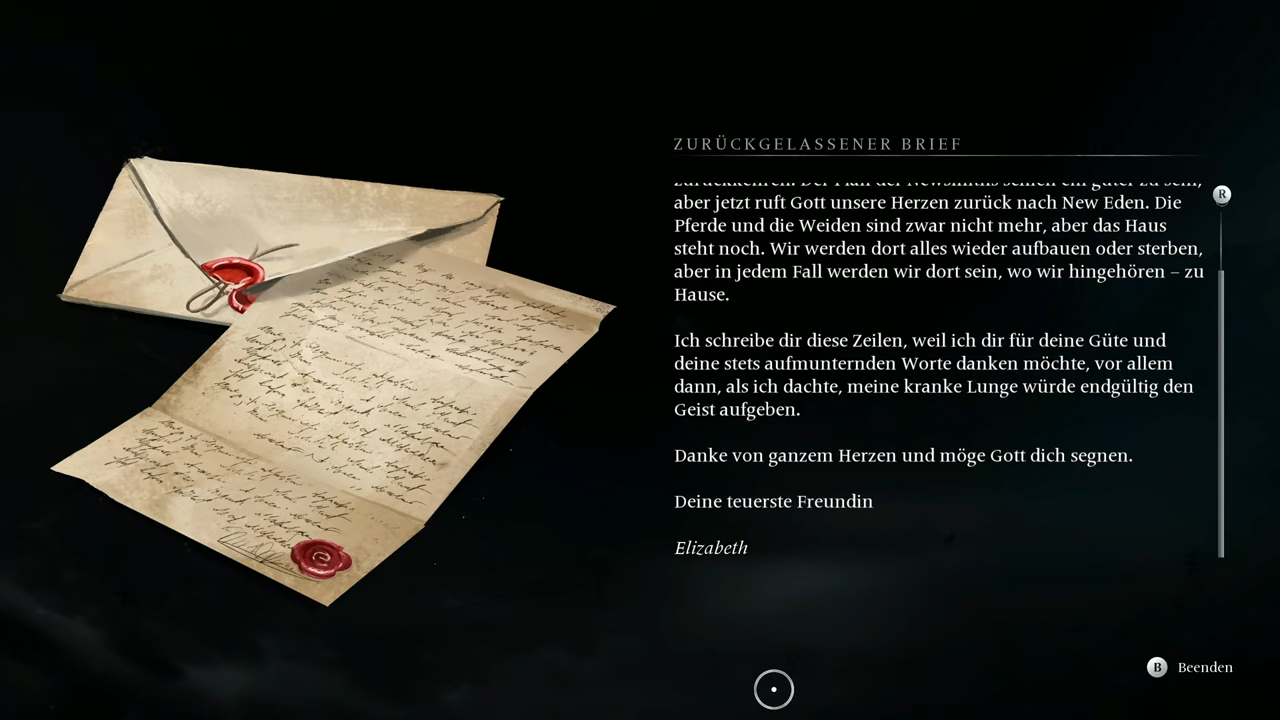 ZURÜCKGELASSENER BRIEF
aber jetzt ruft Gott unsere Herzen zurück nach New Eden. Die
Pferde und die Weiden sind zwar nicht mehr, aber das Haus
steht noch. Wir werden dort alles wieder aufbauen oder sterben,
aber in jedem Fall werden wir dort sein, wo wir hingehören – zu
Hause.
Ich schreibe dir diese Zeilen, weil ich dir für deine Güte und
deine stets aufmunternden Worte danken möchte, vor allem
dann, als ich dachte, meine kranke Lunge würde endgültig den
Geist aufgeben.
Danke von ganzem Herzen und möge Gott dich segnen.
Deine teuerste Freundin
Elizabeth
R
B Beenden